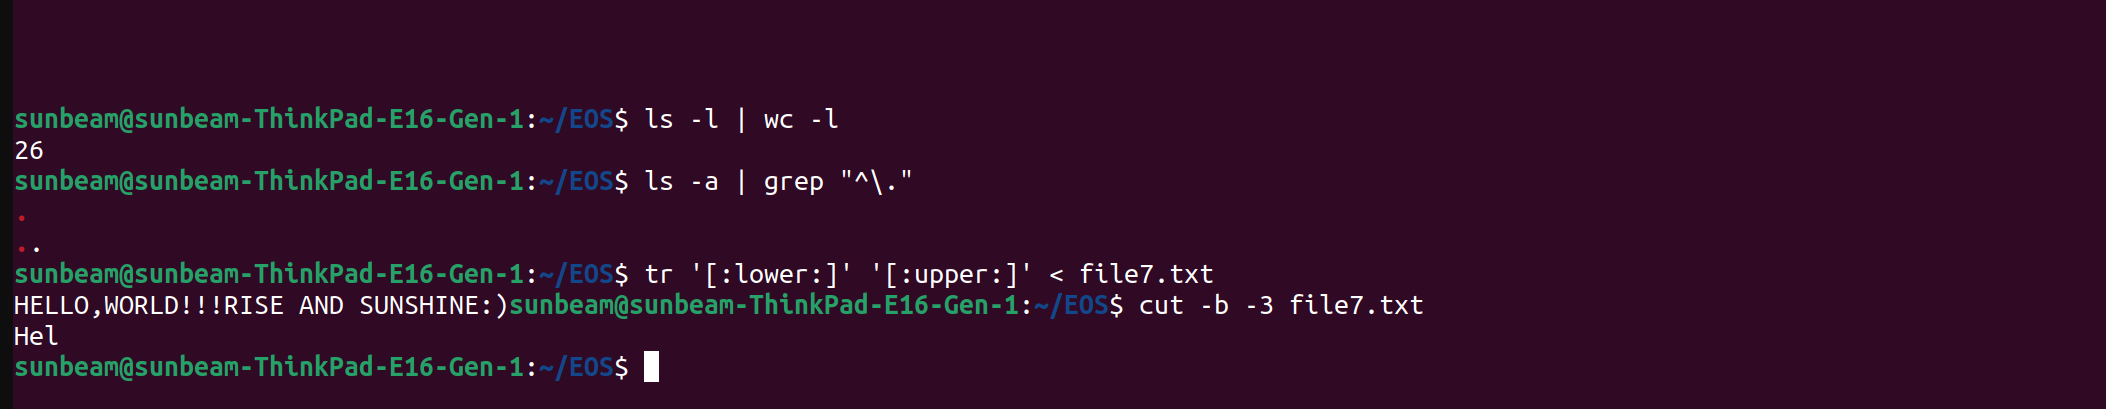 sunbeam@sunbeam-ThinkPad-E16-Gen-1:~/EOS$ ls -l | wc -l
26
sunbeam@sunbeam-ThinkPad-E16-Gen-1:~/EOS$ ls -a | grep "^\."
.
..
sunbeam@sunbeam-ThinkPad-E16-Gen-1:~/EOS$ tr '[:lower:]' '[:upper:]' < file7.txt
HELLO,WORLD!!!RISE AND SUNSHINE:)sunbeam@sunbeam-ThinkPad-E16-Gen-1:~/EOS$ cut -b -3 file7.txt
Hel
sunbeam@sunbeam-ThinkPad-E16-Gen-1:~/EOS$